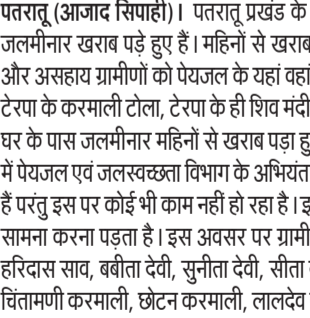 पतरातू (आजाद सिपाही)। पतरातू प्रखंड के
जलमीनार खराब पड़े हुए हैं। महिनों से खराब
और असहाय ग्रामीणों को पेयजल के यहां वहां
टेरपा के करमाली टोला, टेरपा के ही शिव मंदी
घर के पास जलमीनार महिनों से खराब पड़ा हु
में पेयजल एवं जलस्वच्छता विभाग के अभियंत
हैं परंतु इस पर कोई भी काम नहीं हो रहा है। इ
सामना करना पड़ता है। इस अवसर पर ग्रामी
हरिदास साव, बबीता देवी, सुनीता देवी, सीता
चिंतामणी करमाली, छोटन करमाली, लालदेव